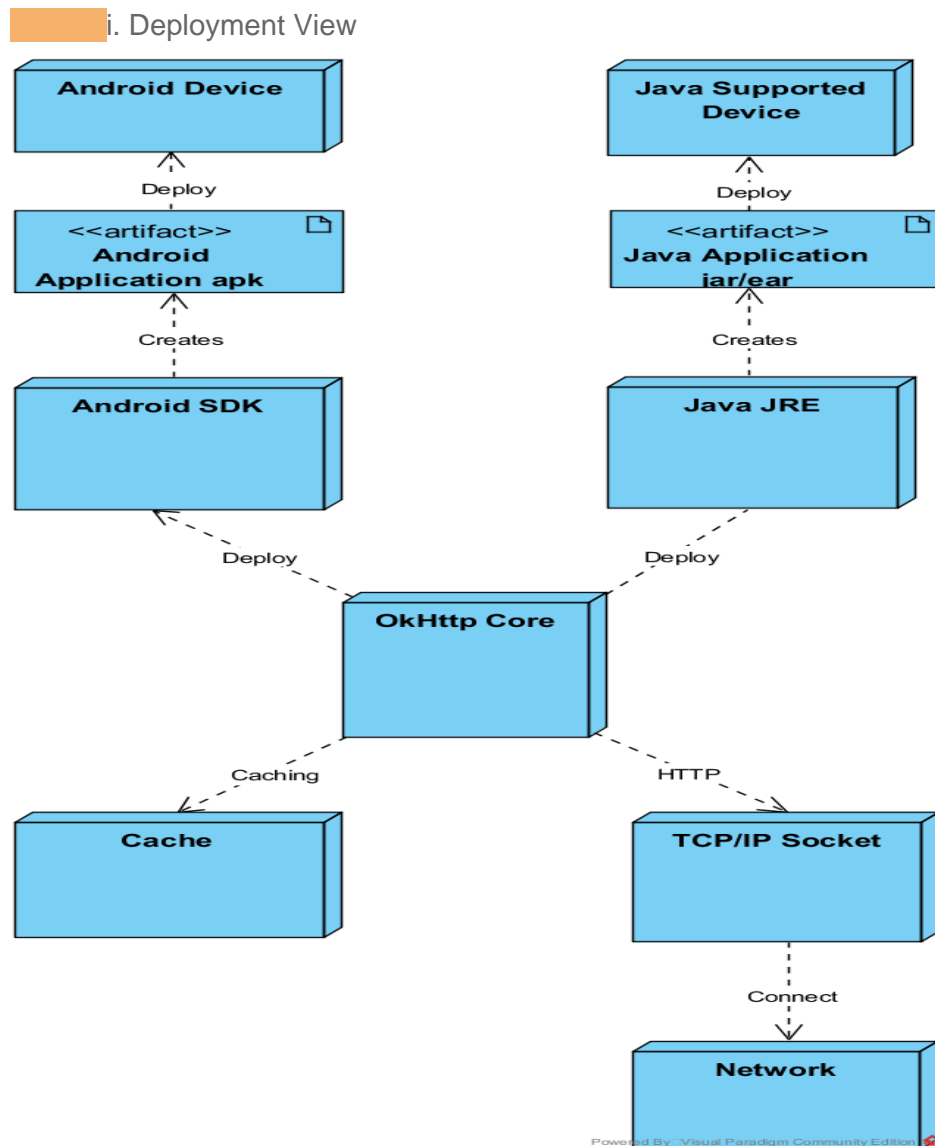 i. Deployment View
Android Device
Java Supported
Device
Deploy
Deploy
<<artifact>>
Android
Application apk
<<artifact>>
Java Application
jar/ear
Creates
Creates
Android SDK
Java JRE
Deploy
Deploy
OkHttp Core
Caching
HTTP
Cache
TCP/IP Socket
Connect
Network
Powered By Visual Paradigm Community Edition